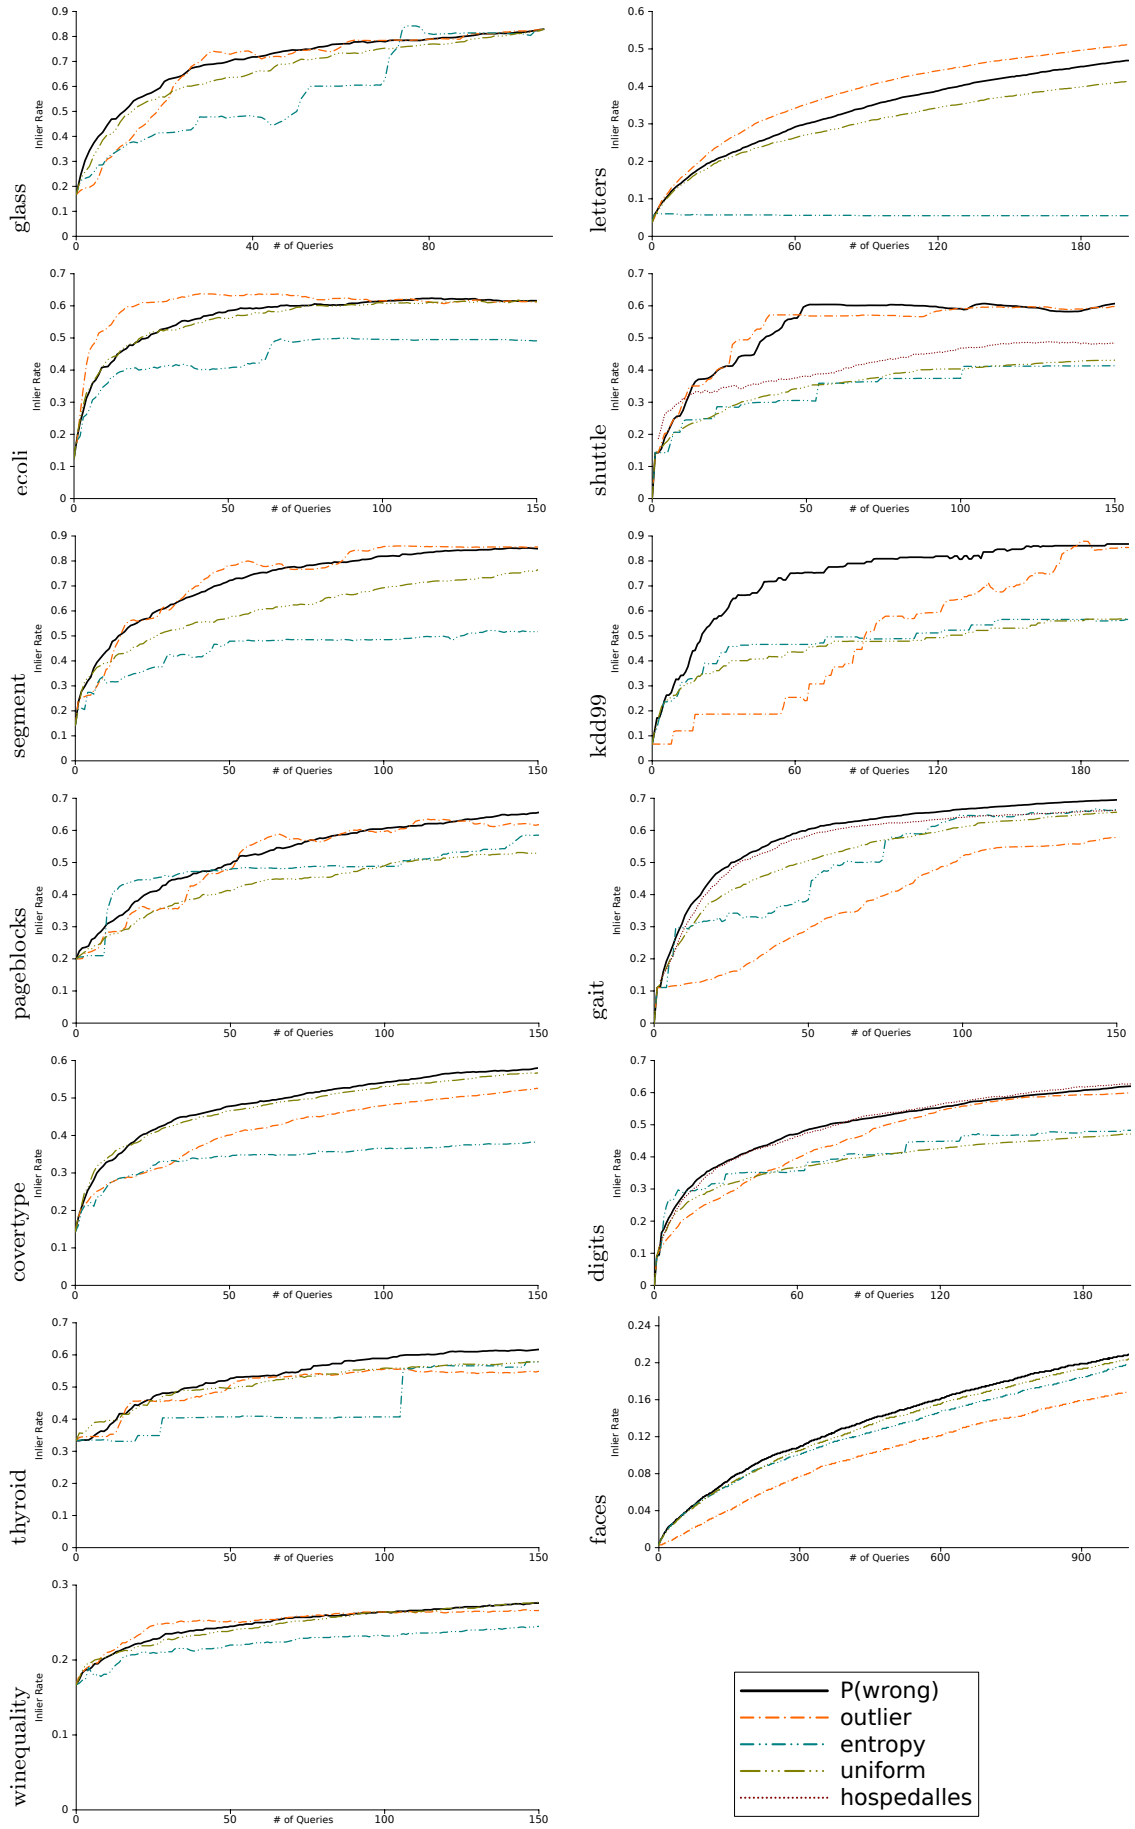 glass
Inlier Rate
0.9
0.8
0.7
0.6
0.5
0.4
0.3
0.2
0.1
0
0 40 80
# of Queries
letters
Inlier Rate
0.6
0.5
0.4
0.3
0.2
0.1
0
0 60 120 180
# of Queries
ecoli
Inlier Rate
0.7
0.6
0.5
0.4
0.3
0.2
0.1
0
0 50 100 150
# of Queries
shuttle
Inlier Rate
0.7
0.6
0.5
0.4
0.3
0.2
0.1
0
0 50 100 150
# of Queries
segment
Inlier Rate
0.9
0.8
0.7
0.6
0.5
0.4
0.3
0.2
0.1
0
0 50 100 150
# of Queries
kdd99
Inlier Rate
0.9
0.8
0.7
0.6
0.5
0.4
0.3
0.2
0.1
0
0 60 120 180
# of Queries
pageblocks
Inlier Rate
0.7
0.6
0.5
0.4
0.3
0.2
0.1
0
0 50 100 150
# of Queries
gait
Inlier Rate
0.7
0.6
0.5
0.4
0.3
0.2
0.1
0
0 50 100 150
# of Queries
covertype
Inlier Rate
0.6
0.5
0.4
0.3
0.2
0.1
0
0 50 100 150
# of Queries
digits
Inlier Rate
0.7
0.6
0.5
0.4
0.3
0.2
0.1
0
0 60 120 180
# of Queries
thyroid
Inlier Rate
0.7
0.6
0.5
0.4
0.3
0.2
0.1
0
0 50 100 150
# of Queries
faces
Inlier Rate
0.24
0.2
0.16
0.12
0.08
0.04
0
0 300 600 900
# of Queries
winequality
Inlier Rate
0.3
0.2
0.1
0
0 50 100 150
# of Queries
P(wrong)
outlier
entropy
uniform
hospedalles